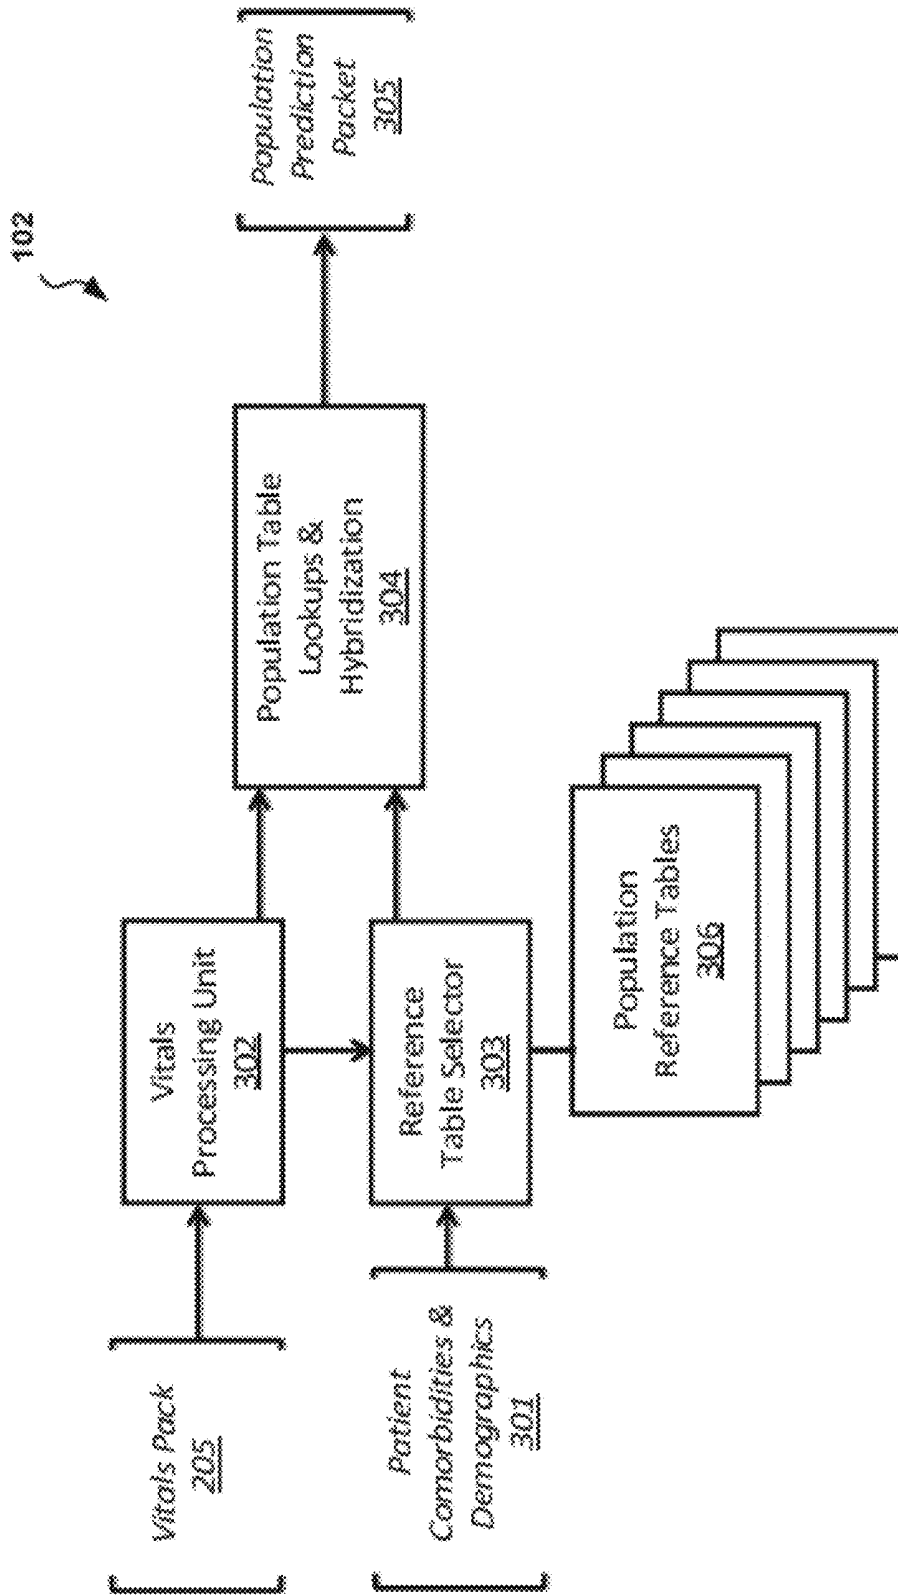 102
Vitals Pack
205
Vitals
Processing Unit
302
Patient
Comorbidities &
Demographics
301
Reference
Table Selector
303
Population Table
Lookups &
Hybridization
304
Population
Prediction
Packet
305
Population
Reference Tables
306